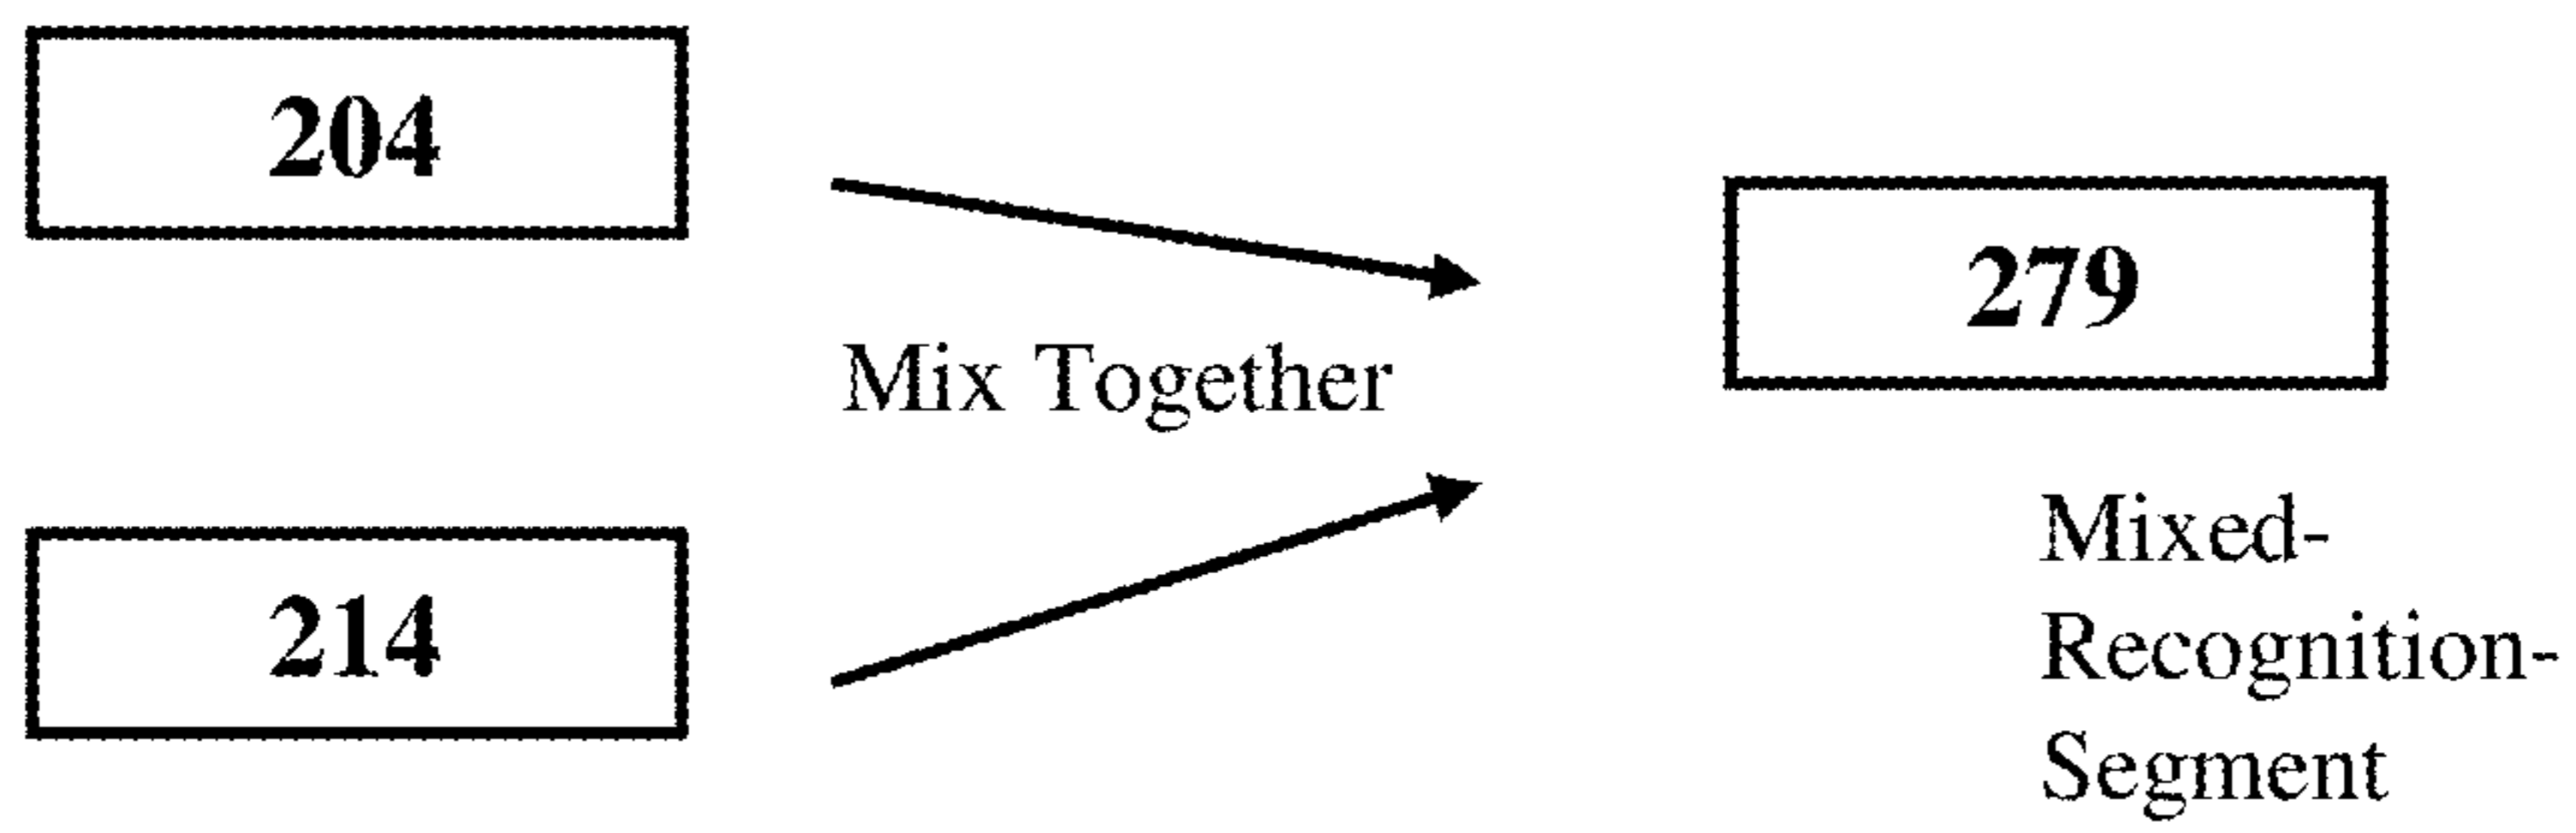 204
Mix Together
279
214
Mixed-
Recognition-
Segment